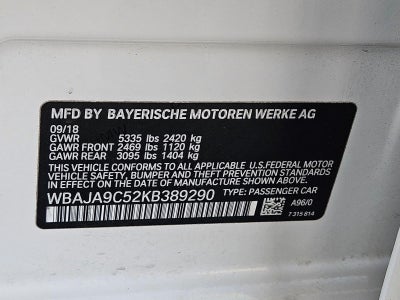 MFD BY BAYERISCHE MOTOREN WERKE AG
09/18
GVWR 5335 lbs 2420 kg
GAWR FRONT 2469 lbs 1120 kg
GAWR REAR 3095 lbs 1404 kg
THIS VEHICLE CONFORMS TO ALL APPLICABLE U.S.FEDERAL MOTOR
VEHICLE SAFETY, BUMPER, AND THEFT PREVENTION STANDARDS
IN EFFECT ON THE DATE OF MANUFACTURE SHOWN ABOVE.
WBAJA9C52KB389290 TYPE: PASSENGER CAR
A96/0
7 315 814